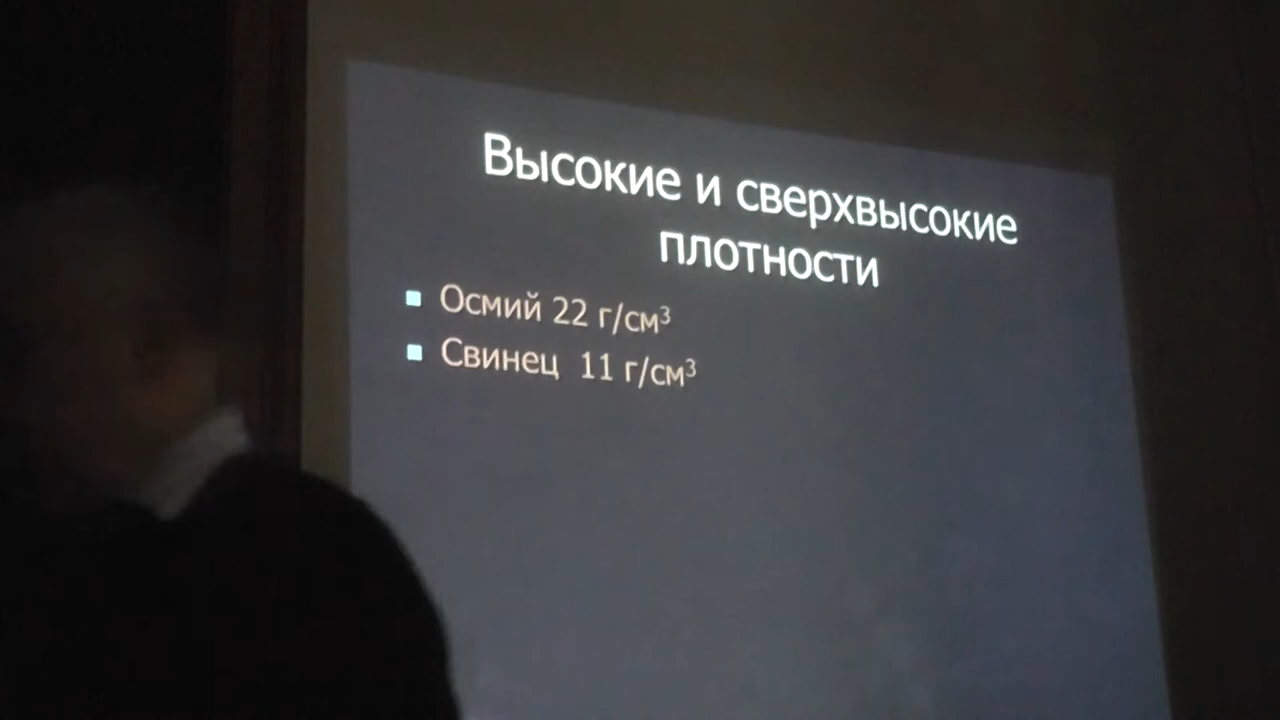 Высокие и сверхвысокие
плотности
Осмий 22 г/см³
Свинец 11 г/см³